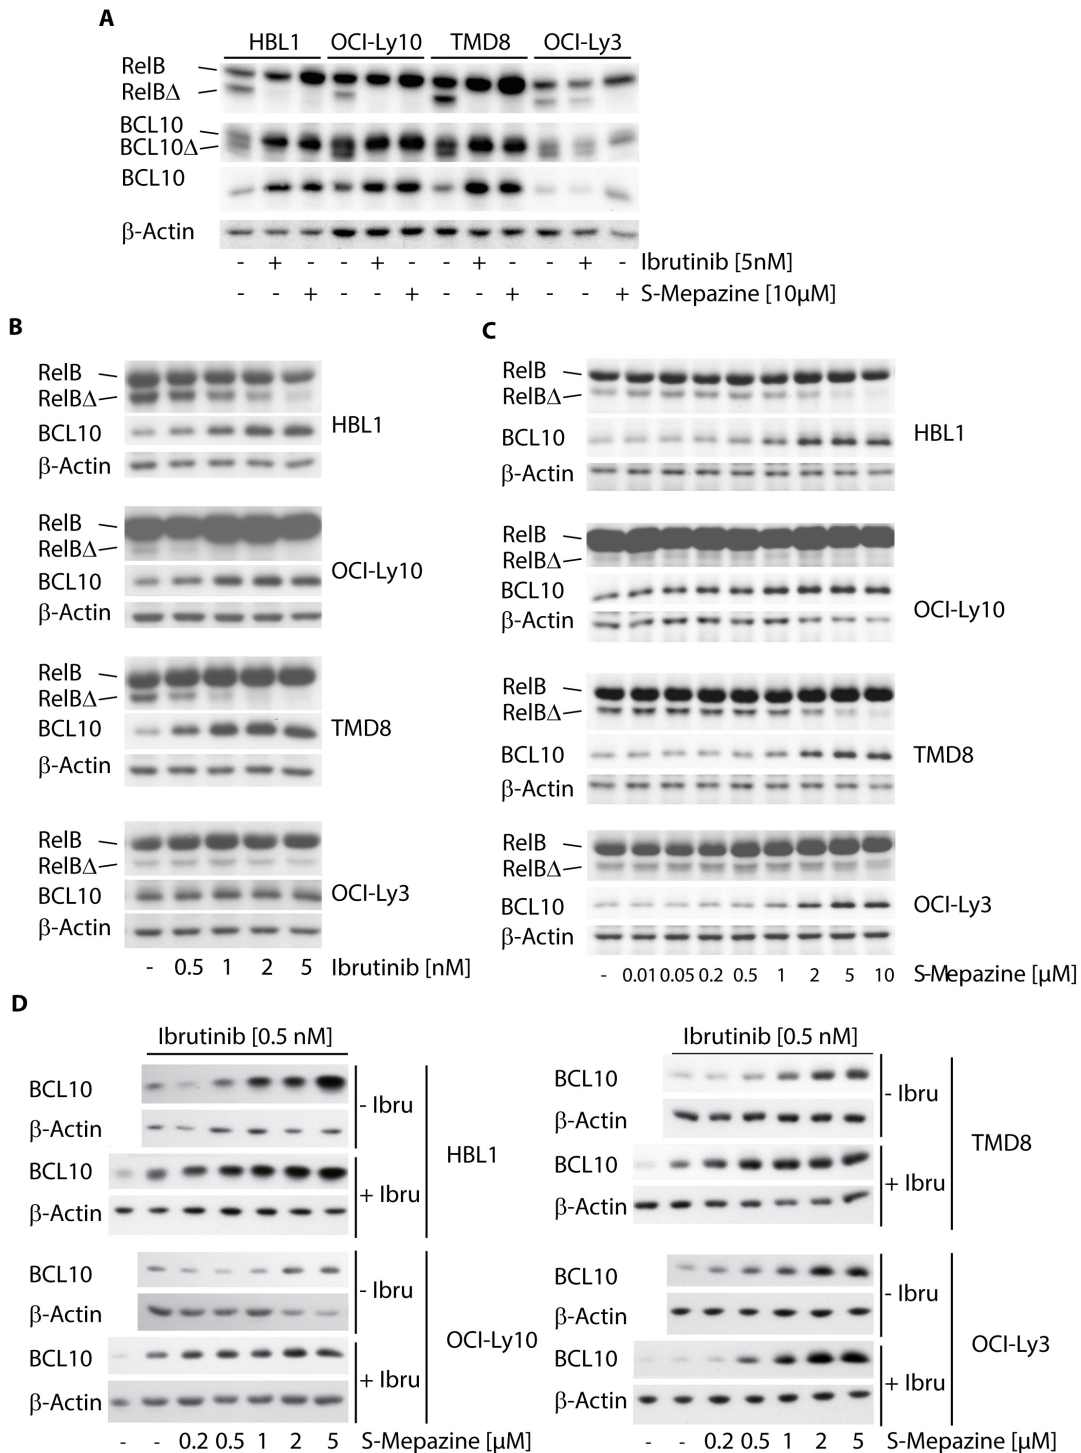 A
HBL1 OCI-Ly10 TMD8 OCI-Ly3
RelB
RelBΔ
BCL10
BCL10Δ
BCL10
β-Actin
- + - - + - - + - - + - Ibrutinib [5nM]
- - + - - + - - + - - + S-Mepazine [10µM]
B
RelB
RelBΔ
BCL10
HBL1
β-Actin
RelB
RelBΔ
BCL10
OCI-Ly10
β-Actin
RelB
RelBΔ
BCL10
TMD8
β-Actin
RelB
RelBΔ
BCL10
OCI-Ly3
β-Actin
- 0.5 1 2 5 Ibrutinib [nM]
C
RelB
RelBΔ
BCL10
HBL1
β-Actin
RelB
RelBΔ
BCL10
OCI-Ly10
β-Actin
RelB
RelBΔ
BCL10
TMD8
β-Actin
RelB
RelBΔ
BCL10
OCI-Ly3
β-Actin
- 0.01 0.05 0.2 0.5 1 2 5 10 S-Mepazine [µM]
D
Ibrutinib [0.5 nM]
BCL10
- Ibru
β-Actin
HBL1
BCL10
+ Ibru
β-Actin
BCL10
- Ibru
β-Actin
OCI-Ly10
BCL10
+ Ibru
β-Actin
- - 0.2 0.5 1 2 5 S-Mepazine [µM]
Ibrutinib [0.5 nM]
BCL10
- Ibru
β-Actin
TMD8
BCL10
+ Ibru
β-Actin
BCL10
- Ibru
β-Actin
OCI-Ly3
BCL10
+ Ibru
β-Actin
- - 0.2 0.5 1 2 5 S-Mepazine [µM]